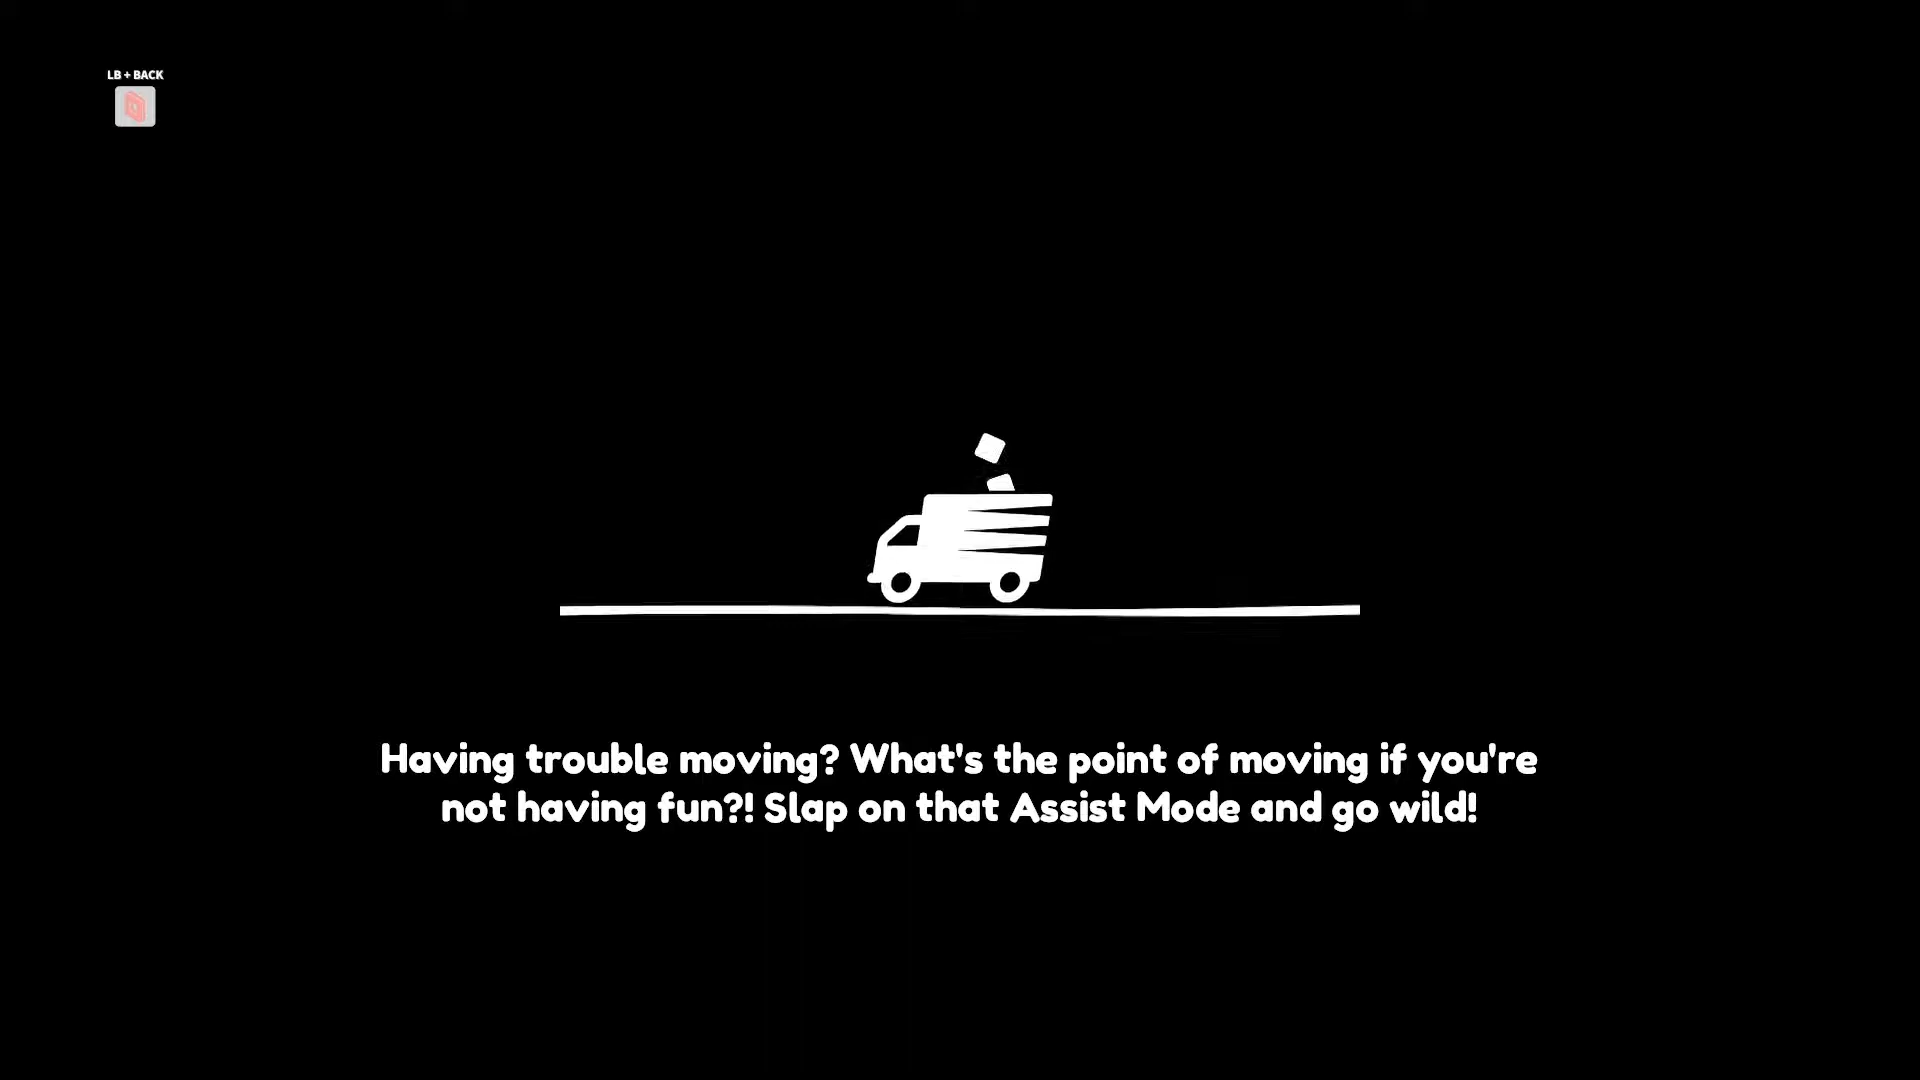 LB + BACK
Having trouble moving? What's the point of moving if you're
not having fun?! Slap on that Assist Mode and go wild!